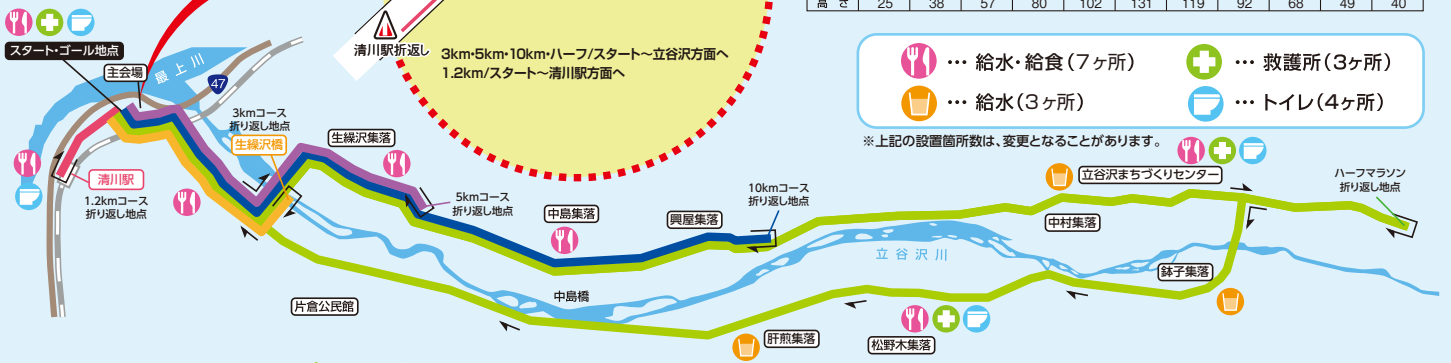 高さ 25 38 57 80 102 131 119 92 68 49 40
スタート・ゴール地点
主会場
最上川
47
清川駅折返し
3km・5km・10km・ハーフ/スタート〜立谷沢方面へ
1.2km/スタート〜清川駅方面へ
… 給水・給食(7ヶ所)
… 救護所(3ヶ所)
… 給水(3ヶ所)
… トイレ(4ヶ所)
※上記の設置箇所数は、変更となることがあります。
3kmコース
折り返し地点
生繰沢橋
生繰沢集落
清川駅
1.2kmコース
折り返し地点
5kmコース
折り返し地点
中島集落
興屋集落
10kmコース
折り返し地点
立谷沢まちづくりセンター
中村集落
ハーフマラソン
折り返し地点
立谷沢川
鉢子集落
片倉公民館
中島橋
肝煎集落
松野木集落